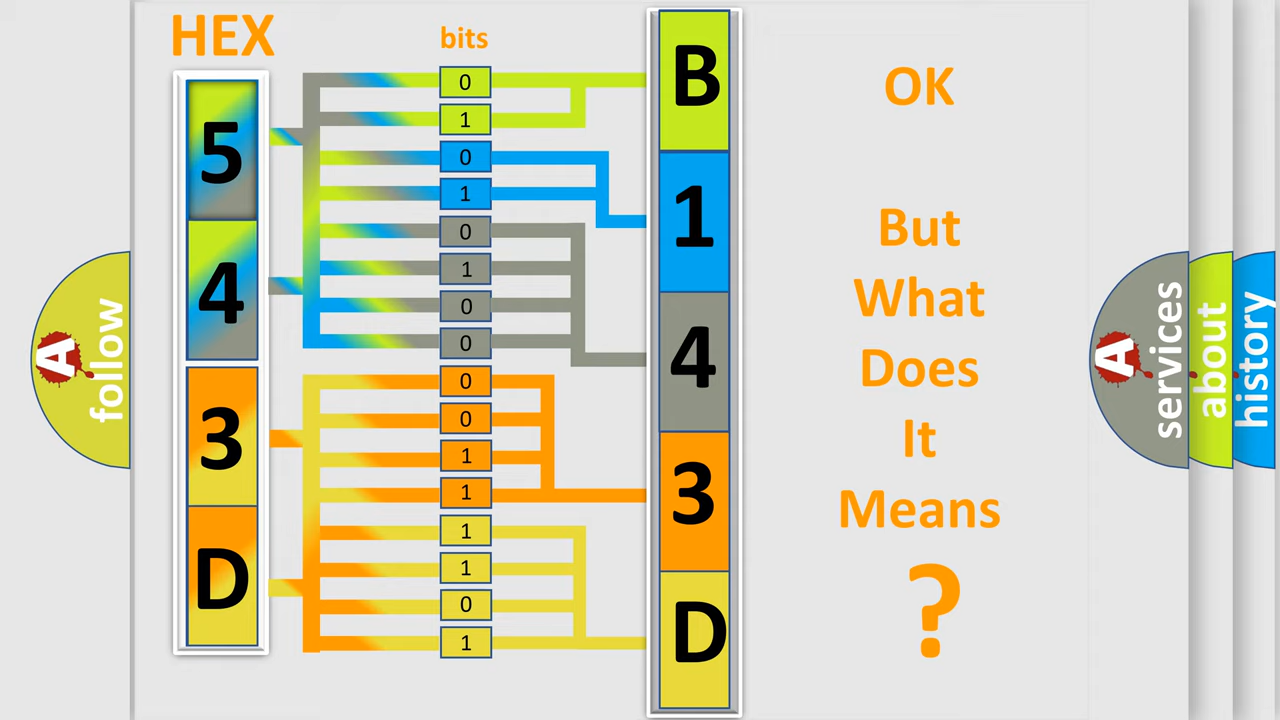 HEX
bits
5
4
3
D
0
1
0
1
0
1
0
0
0
0
1
1
1
1
0
1
B
1
4
3
D
OK
But
What
Does
It
Means
?
A
follow
A
services
about
history